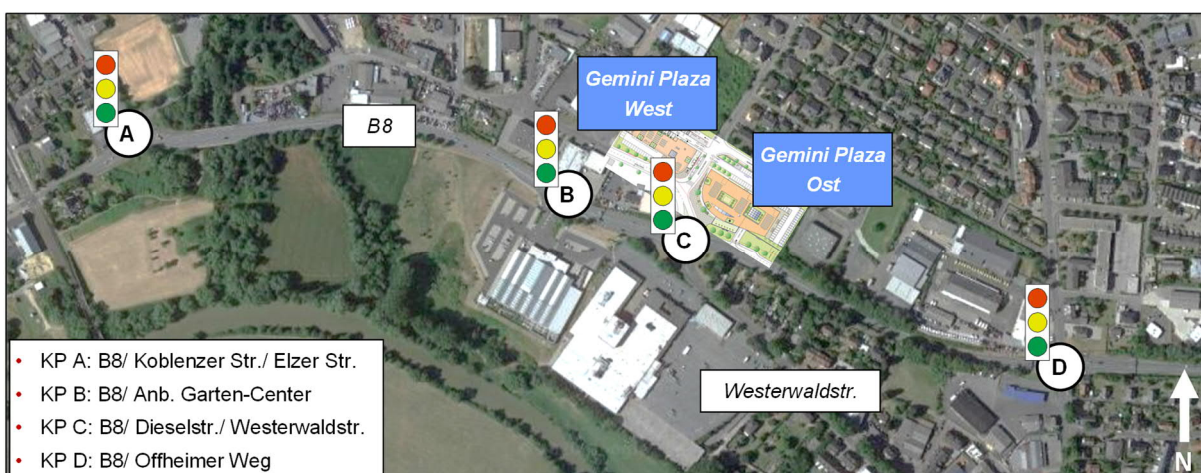 Gemini Plaza
West
A
B8
B
Gemini Plaza
Ost
C
D
Westerwaldstr.
• KP A: B8/ Koblenzer Str./ Elzer Str.
• KP B: B8/ Anb. Garten-Center
• KP C: B8/ Dieselstr./ Westerwaldstr.
• KP D: B8/ Offheimer Weg
N